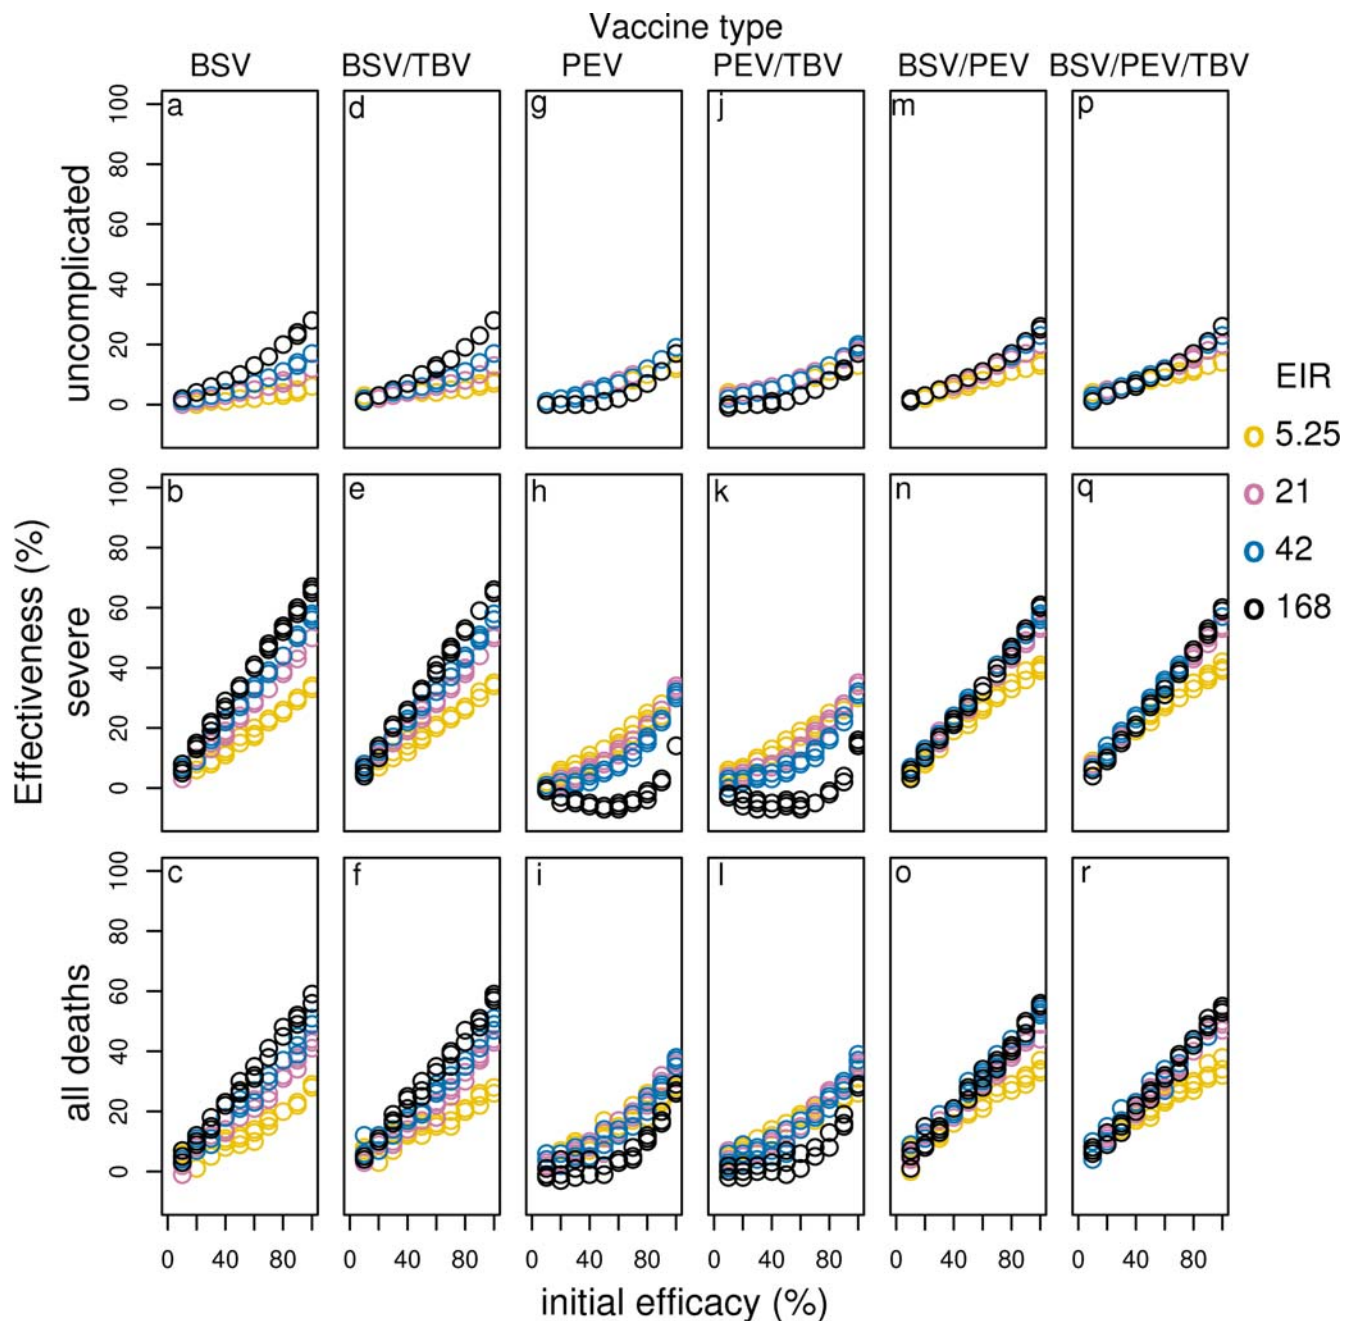 Vaccine type
BSV BSV/TBV PEV PEV/TBV BSV/PEV BSV/PEV/TBV
a d g j m p
100
80
60
40
20
0
uncomplicated
EIR
5.25
21
42
168
b e h k n q
100
80
60
40
20
0
Effectiveness (%)
severe
c f i l o r
100
80
60
40
20
0
all deaths
0 40 80 0 40 80 0 40 80 0 40 80 0 40 80 0 40 80
initial efficacy (%)